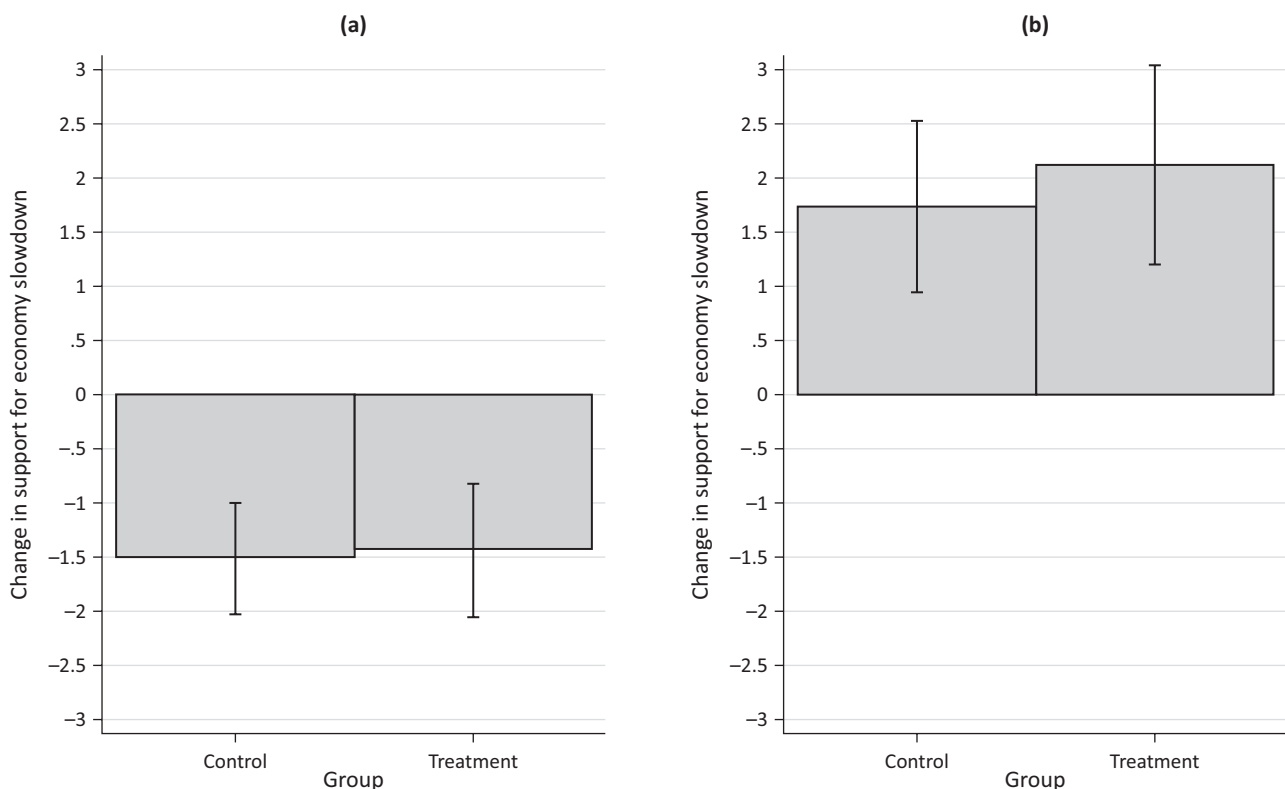 (a)
Change in support for economy slowdown
3
2.5
2
1.5
1
.5
0
–.5
–1
–1.5
–2
–2.5
–3
Control
Treatment
Group
(b)
Change in support for economy slowdown
3
2.5
2
1.5
1
.5
0
–.5
–1
–1.5
–2
–2.5
–3
Control
Treatment
Group